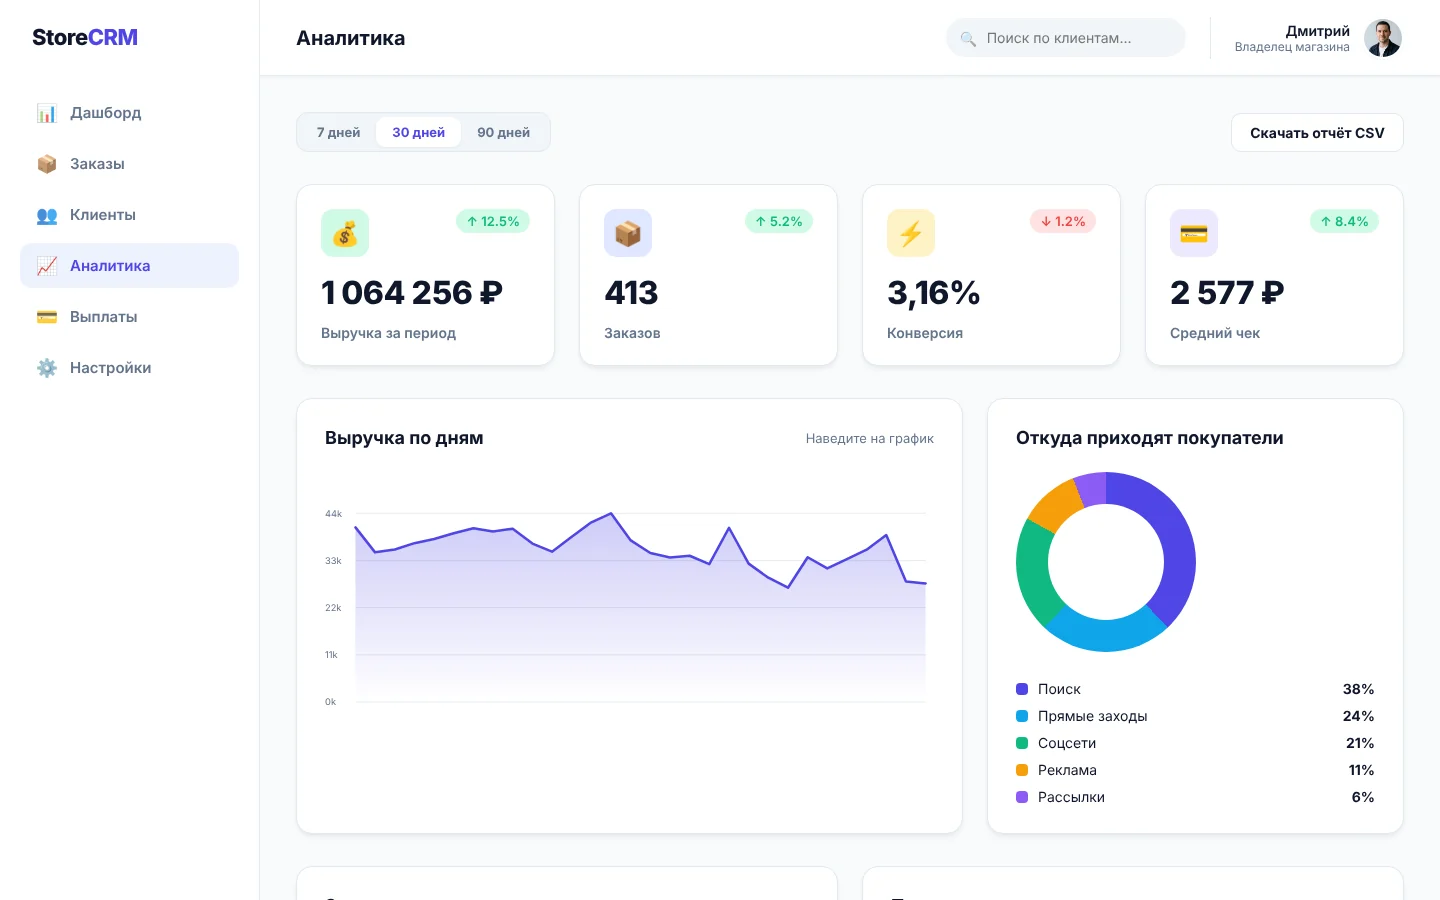 StoreCRM
Аналитика
Поиск по клиентам...
Дмитрий
Владелец магазина
Дашборд
Заказы
Клиенты
Аналитика
Выплаты
Настройки
7 дней
30 дней
90 дней
Скачать отчёт CSV
↑ 12.5%
1 064 256 ₽
Выручка за период
↑ 5.2%
413
Заказов
↓ 1.2%
3,16%
Конверсия
↑ 8.4%
2 577 ₽
Средний чек
Выручка по дням
Наведите на график
44k
33k
22k
11k
0k
Откуда приходят покупатели
Поиск 38%
Прямые заходы 24%
Соцсети 21%
Реклама 11%
Рассылки 6%